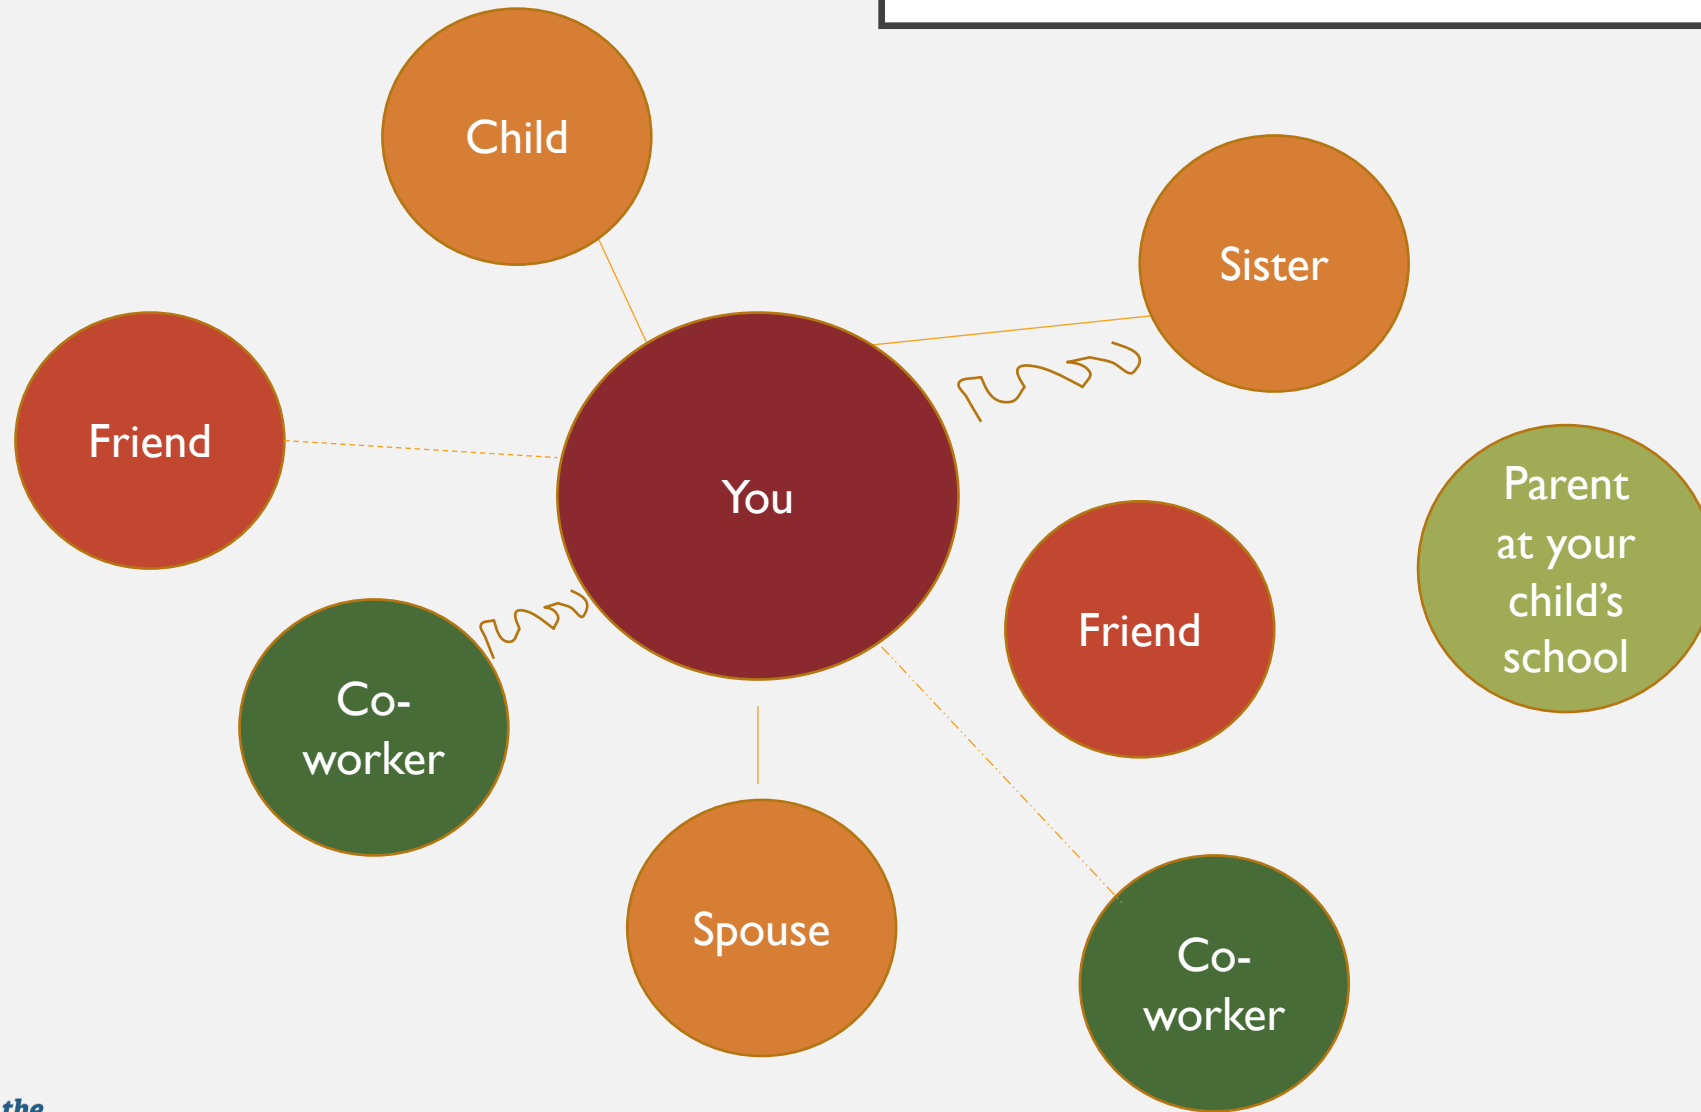 Child
Sister
Friend
You
Parent
at your
child's
school
Friend
Co-
worker
Spouse
Co-
worker
the